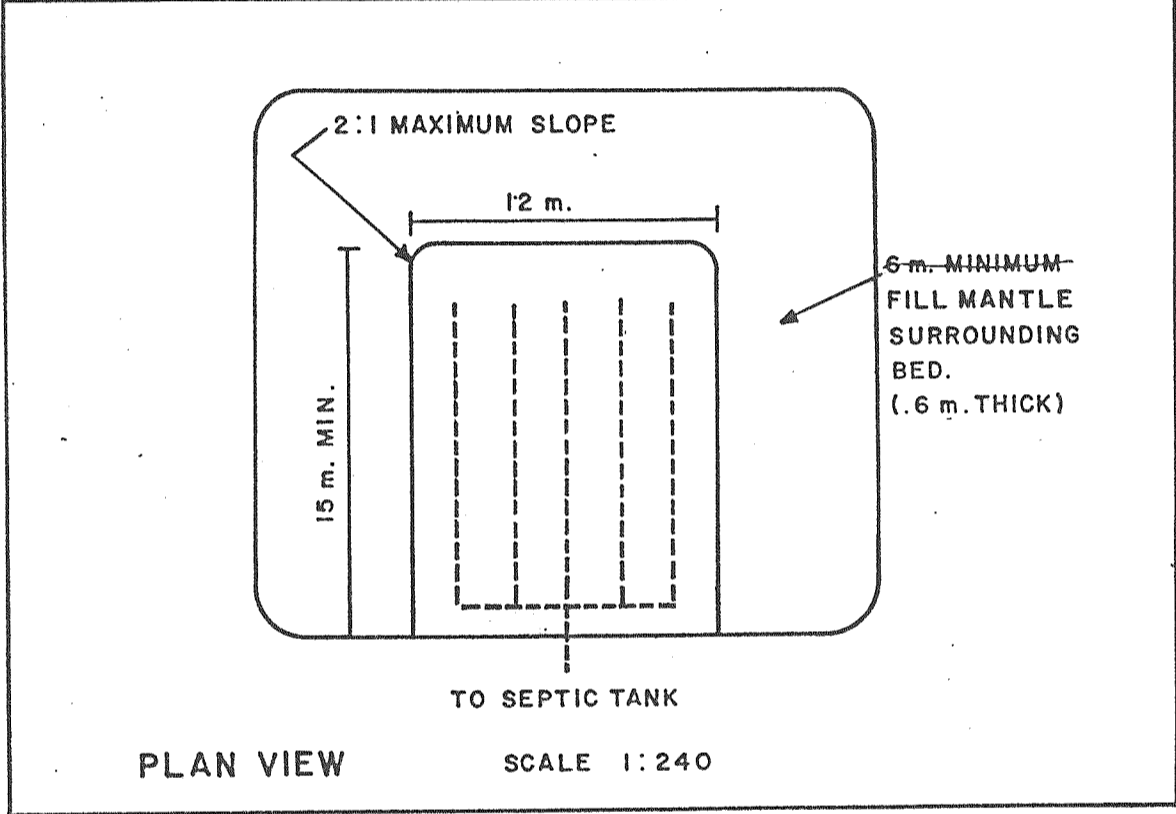 2:1 MAXIMUM SLOPE
12 m.
15 m. MIN.
6 m. MINIMUM
FILL MANTLE
SURROUNDING
BED.
(.6 m. THICK)
TO SEPTIC TANK
PLAN VIEW
SCALE 1:240